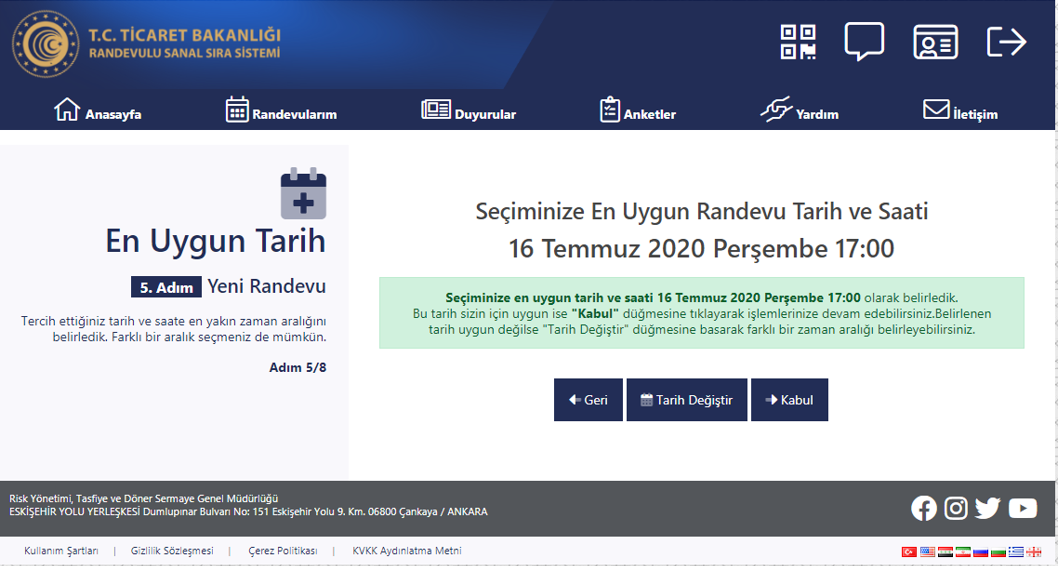 T.C. TİCARET BAKANLIĞI
RANDEVULU SANAL SIRA SİSTEMİ
Anasayfa
Randevularım
Duyurular
Anketler
Yardım
İletişim
En Uygun Tarih
5. Adım Yeni Randevu
Tercih ettiğiniz tarih ve saate en yakın zaman aralığını
belirledik. Farklı bir aralık seçmeniz de mümkün.
Adım 5/8
Seçiminize En Uygun Randevu Tarih ve Saati
16 Temmuz 2020 Perşembe 17:00
Seçiminize en uygun tarih ve saati 16 Temmuz 2020 Perşembe 17:00 olarak belirledik.
Bu tarih sizin için uygun ise "Kabul" düğmesine tıklayarak işlemlerinize devam edebilirsiniz.Belirlenen
tarih uygun değilse "Tarih Değiştir" düğmesine basarak farklı bir zaman aralığı belirleyebilirsiniz.
Geri
Tarih Değiştir
Kabul
Risk Yönetimi, Tasfiye ve Döner Sermaye Genel Müdürlüğü
ESKİŞEHİR YOLU YERLEŞKESİ Dumlupınar Bulvarı No: 151 Eskişehir Yolu 9. Km. 06800 Çankaya / ANKARA
Kullanım Şartları | Gizlilik Sözleşmesi | Çerez Politikası | KVKK Aydınlatma Metni